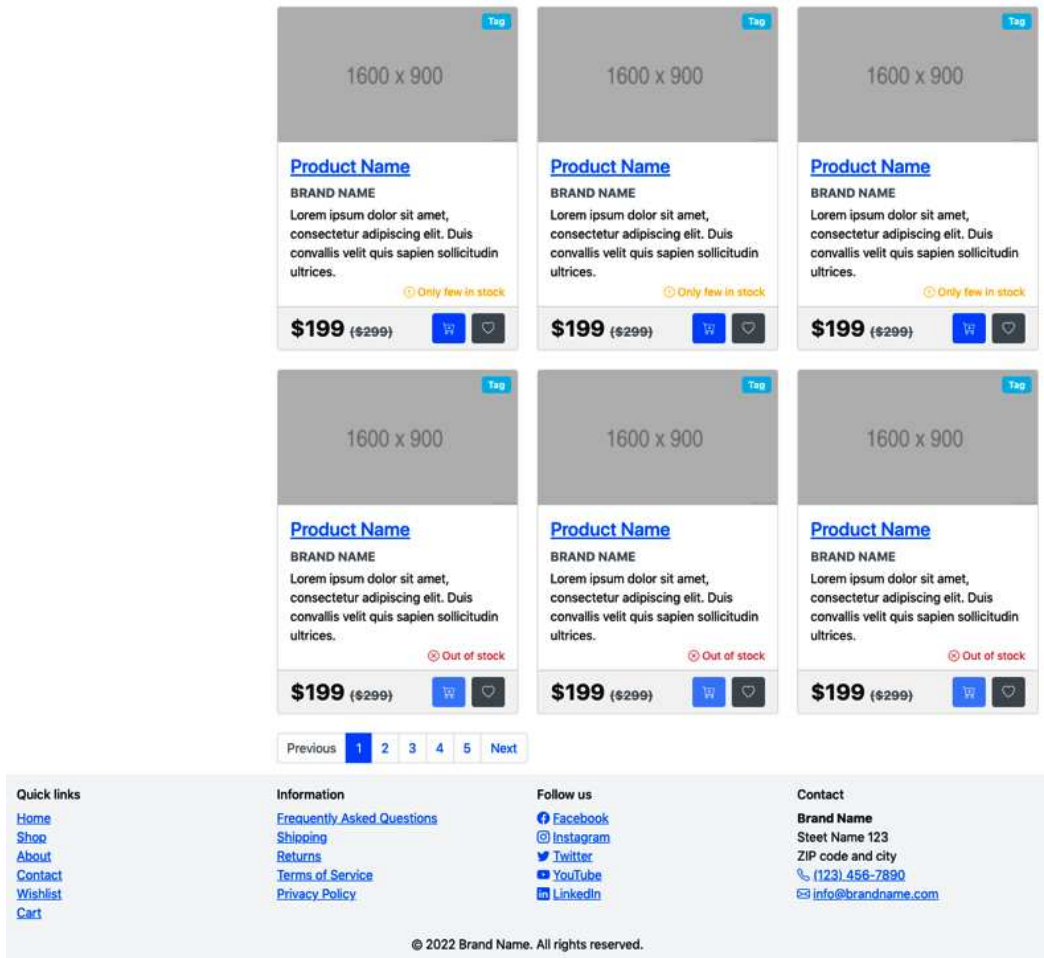 Tag
Tag
Tag
1600 x 900
1600 x 900
1600 x 900
Product Name
BRAND NAME
Lorem ipsum dolor sit amet,
consectetur adipiscing elit. Duis
convallis velit quis sapien sollicitudin
ultrices.
Only few in stock
$199 ($299)
Product Name
BRAND NAME
Lorem ipsum dolor sit amet,
consectetur adipiscing elit. Duis
convallis velit quis sapien sollicitudin
ultrices.
Only few in stock
$199 ($299)
Product Name
BRAND NAME
Lorem ipsum dolor sit amet,
consectetur adipiscing elit. Duis
convallis velit quis sapien sollicitudin
ultrices.
Only few in stock
$199 ($299)
Tag
Tag
Tag
1600 x 900
1600 x 900
1600 x 900
Product Name
BRAND NAME
Lorem ipsum dolor sit amet,
consectetur adipiscing elit. Duis
convallis velit quis sapien sollicitudin
ultrices.
Out of stock
$199 ($299)
Product Name
BRAND NAME
Lorem ipsum dolor sit amet,
consectetur adipiscing elit. Duis
convallis velit quis sapien sollicitudin
ultrices.
Out of stock
$199 ($299)
Product Name
BRAND NAME
Lorem ipsum dolor sit amet,
consectetur adipiscing elit. Duis
convallis velit quis sapien sollicitudin
ultrices.
Out of stock
$199 ($299)
Previous 1 2 3 4 5 Next
Quick links
Home
Shop
About
Contact
Wishlist
Cart
Information
Frequently Asked Questions
Shipping
Returns
Terms of Service
Privacy Policy
Follow us
Facebook
Instagram
Twitter
YouTube
LinkedIn
Contact
Brand Name
Steet Name 123
ZIP code and city
(123) 456-7890
info@brandname.com
© 2022 Brand Name. All rights reserved.